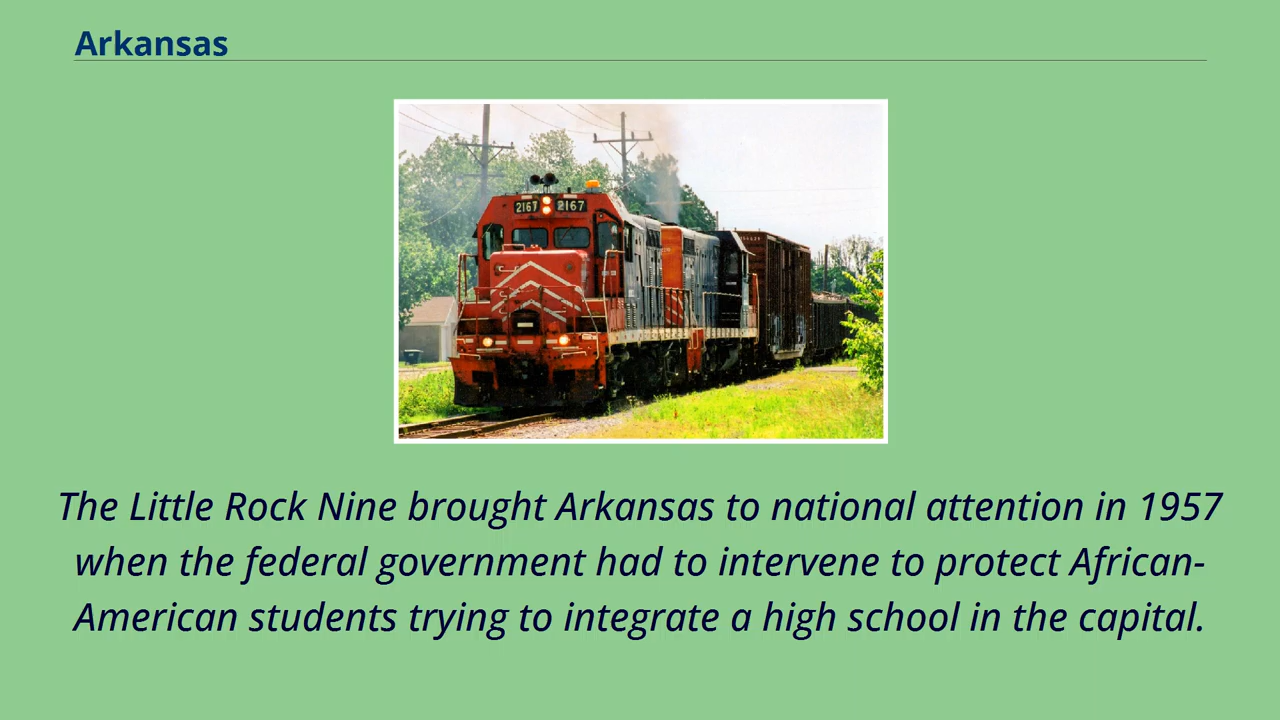 Arkansas
2167 2167
The Little Rock Nine brought Arkansas to national attention in 1957
when the federal government had to intervene to protect African-
American students trying to integrate a high school in the capital.